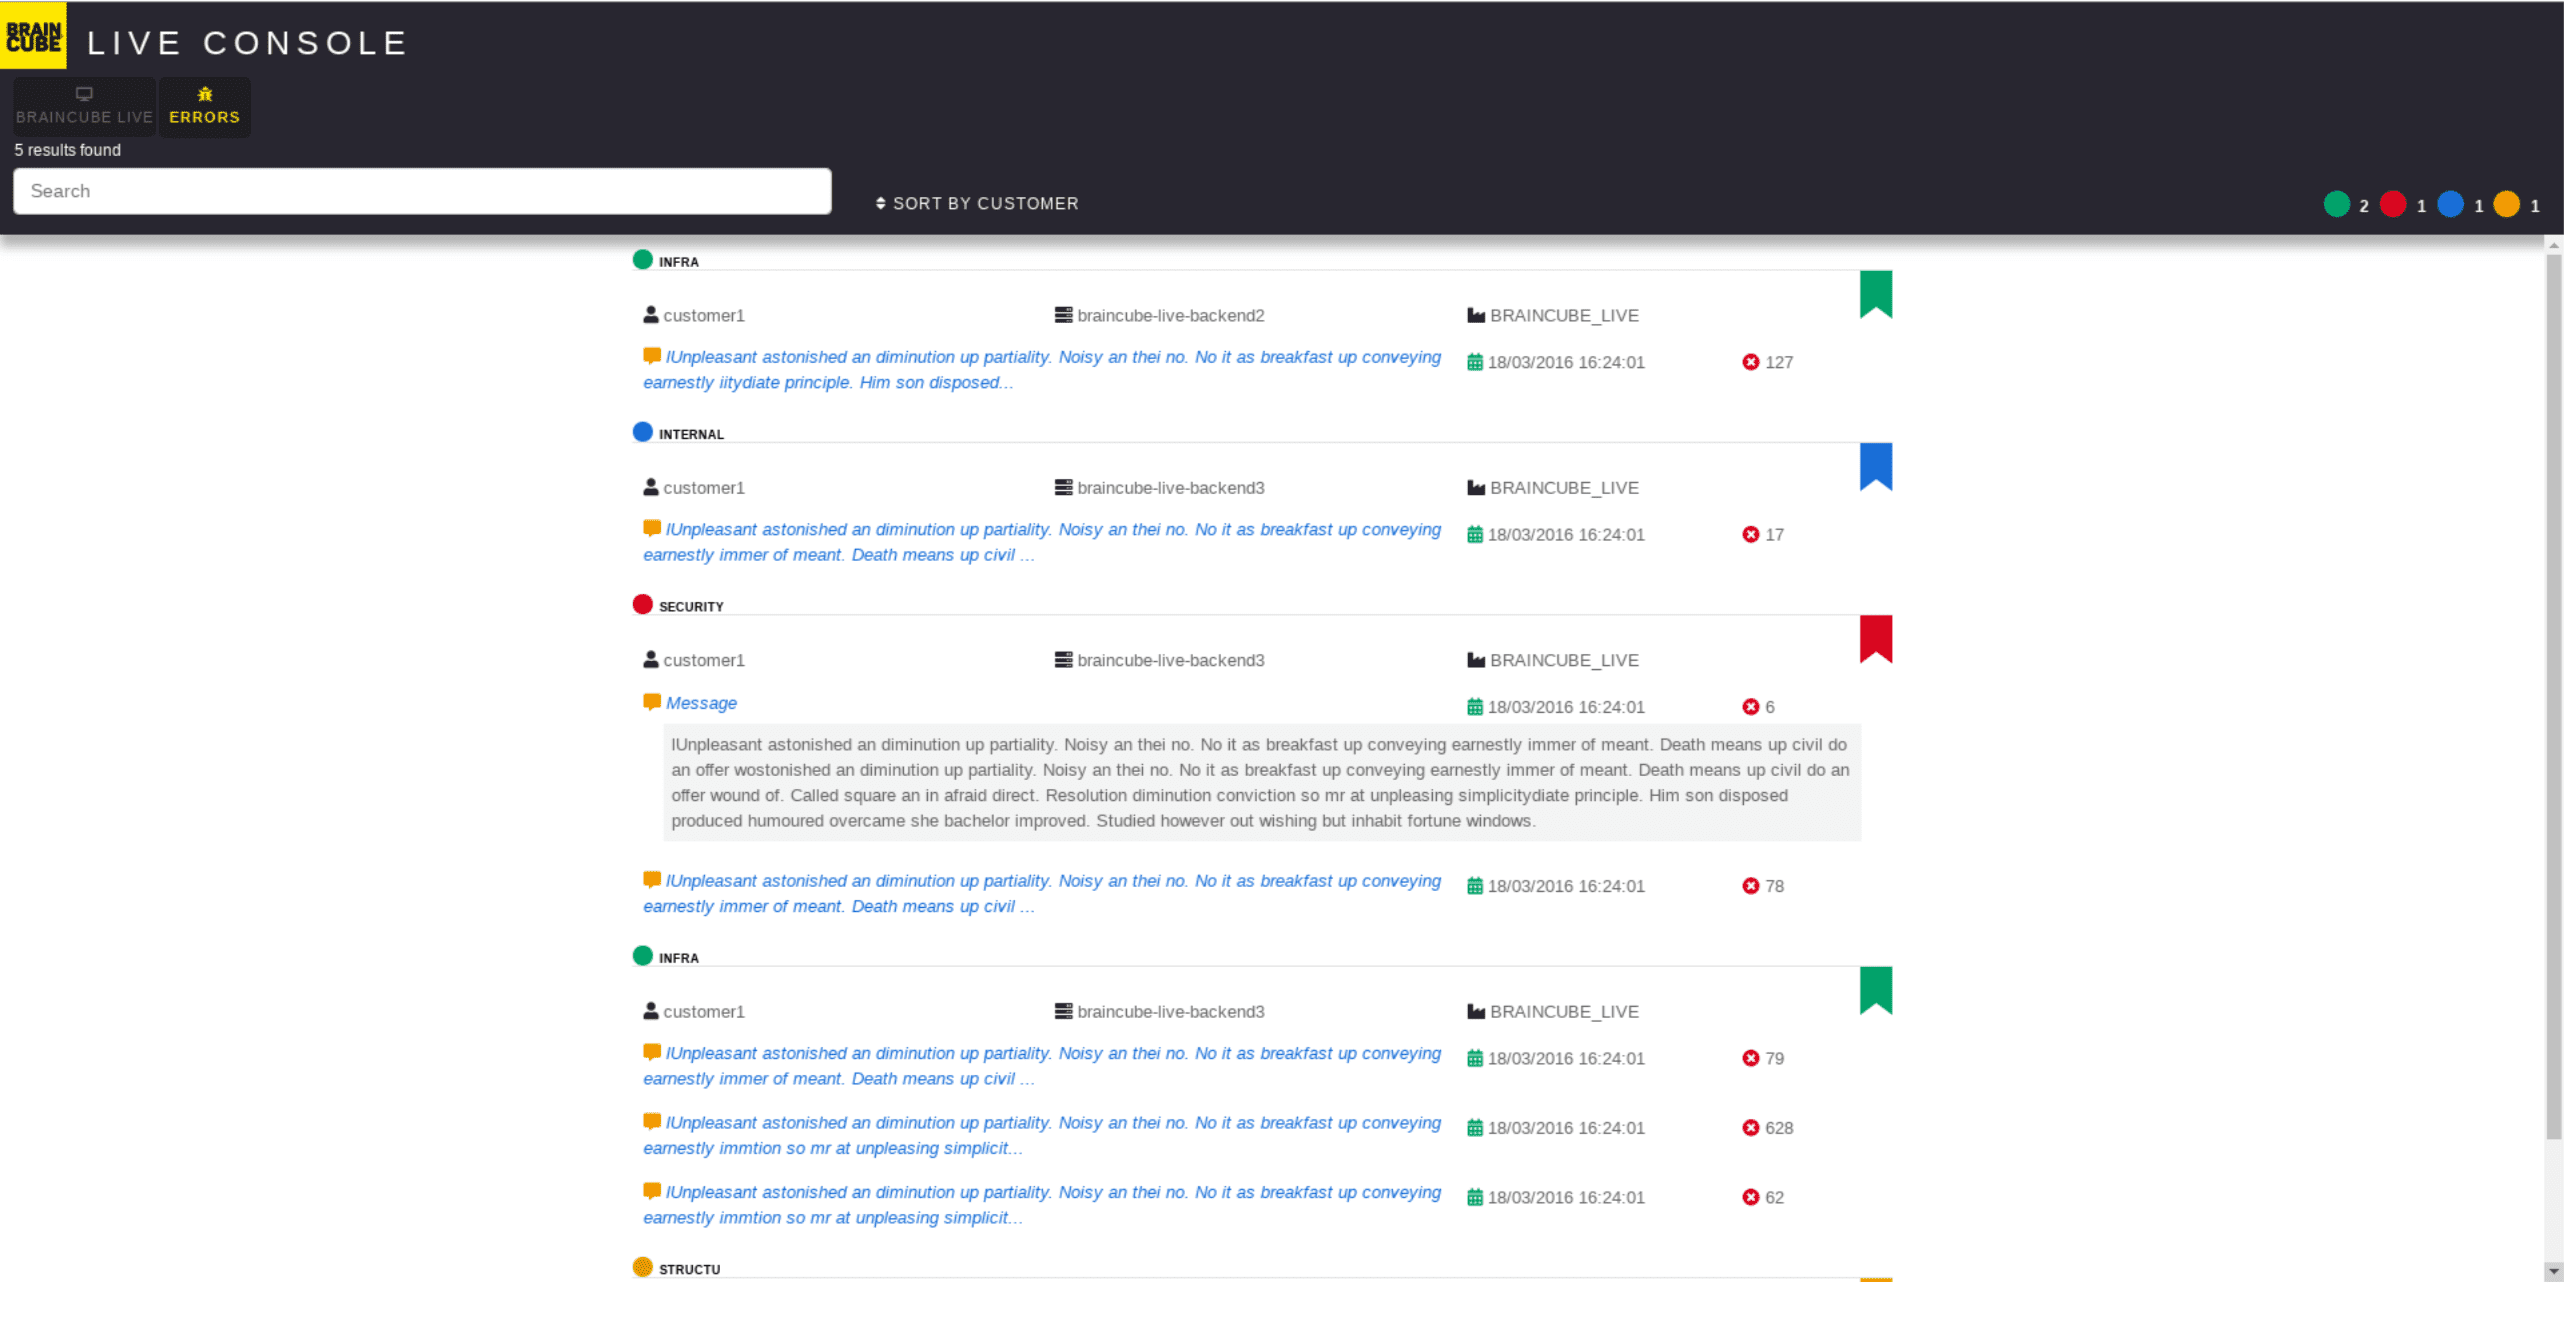 BRAIN
CUBE
LIVE CONSOLE
BRAINCUBE LIVE
ERRORS
5 results found
Search
SORT BY CUSTOMER
2 1 1 1
INFRA
customer1 braincube-live-backend2 BRAINCUBE_LIVE
IUnpleasant astonished an diminution up partiality. Noisy an thei no. No it as breakfast up conveying
18/03/2016 16:24:01 127
earnestly iitydiate principle. Him son disposed...
INTERNAL
customer1 braincube-live-backend3 BRAINCUBE_LIVE
IUnpleasant astonished an diminution up partiality. Noisy an thei no. No it as breakfast up conveying
18/03/2016 16:24:01 17
earnestly immer of meant. Death means up civil ...
SECURITY
customer1 braincube-live-backend3 BRAINCUBE_LIVE
Message 18/03/2016 16:24:01 6
IUnpleasant astonished an diminution up partiality. Noisy an thei no. No it as breakfast up conveying earnestly immer of meant. Death means up civil do
an offer wostonished an diminution up partiality. Noisy an thei no. No it as breakfast up conveying earnestly immer of meant. Death means up civil do an
offer wound of. Called square an in afraid direct. Resolution diminution conviction so mr at unpleasing simplicitydiate principle. Him son disposed
produced humoured overcame she bachelor improved. Studied however out wishing but inhabit fortune windows.
IUnpleasant astonished an diminution up partiality. Noisy an thei no. No it as breakfast up conveying
18/03/2016 16:24:01 78
earnestly immer of meant. Death means up civil ...
INFRA
customer1 braincube-live-backend3 BRAINCUBE_LIVE
IUnpleasant astonished an diminution up partiality. Noisy an thei no. No it as breakfast up conveying
18/03/2016 16:24:01 79
earnestly immer of meant. Death means up civil ...
IUnpleasant astonished an diminution up partiality. Noisy an thei no. No it as breakfast up conveying
18/03/2016 16:24:01 628
earnestly immtion so mr at unpleasing simplicit...
IUnpleasant astonished an diminution up partiality. Noisy an thei no. No it as breakfast up conveying
18/03/2016 16:24:01 62
earnestly immtion so mr at unpleasing simplicit...
STRUCTU